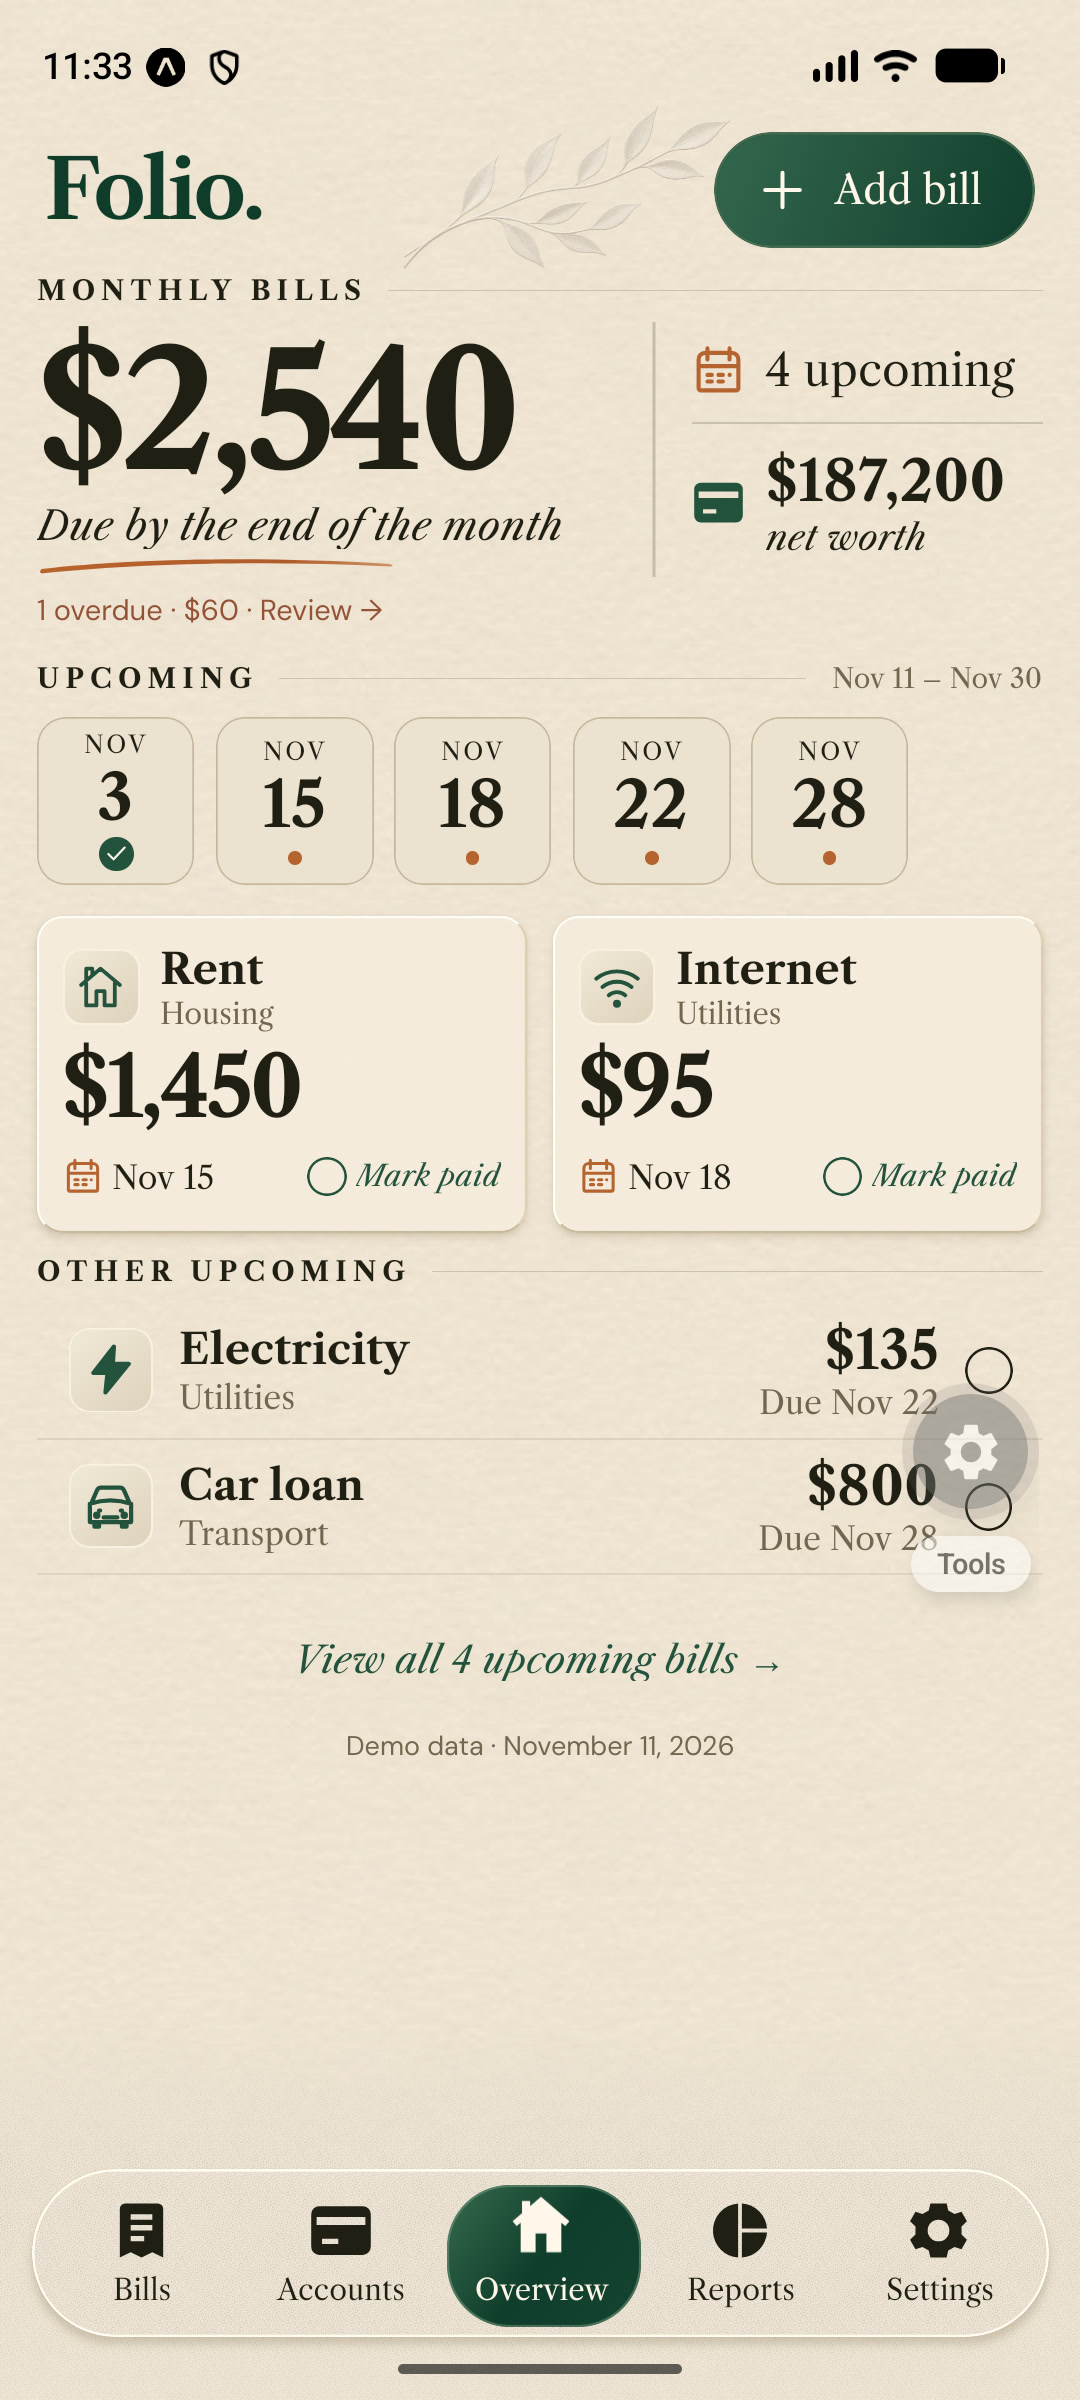 11:33
Folio.
+ Add bill
MONTHLY BILLS
$2,540
Due by the end of the month
1 overdue · $60 · Review →
4 upcoming
$187,200
net worth
UPCOMING
Nov 11 – Nov 30
NOV
3
NOV
15
NOV
18
NOV
22
NOV
28
Rent
Housing
$1,450
Nov 15
Mark paid
Internet
Utilities
$95
Nov 18
Mark paid
OTHER UPCOMING
Electricity
Utilities
$135
Due Nov 22
Car loan
Transport
$800
Due Nov 28
Tools
View all 4 upcoming bills →
Demo data · November 11, 2026
Bills
Accounts
Overview
Reports
Settings